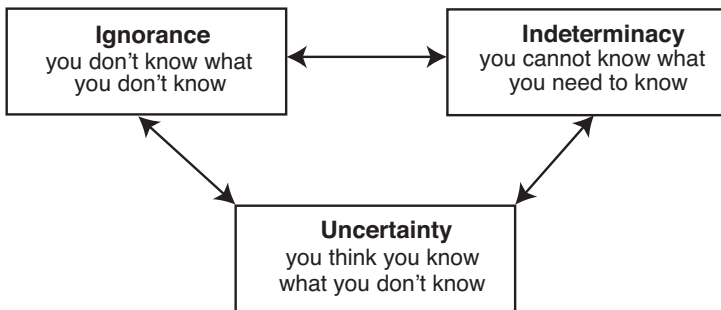 Ignorance
you don’t know what
you don’t know
Indeterminacy
you cannot know what
you need to know
Uncertainty
you think you know
what you don’t know